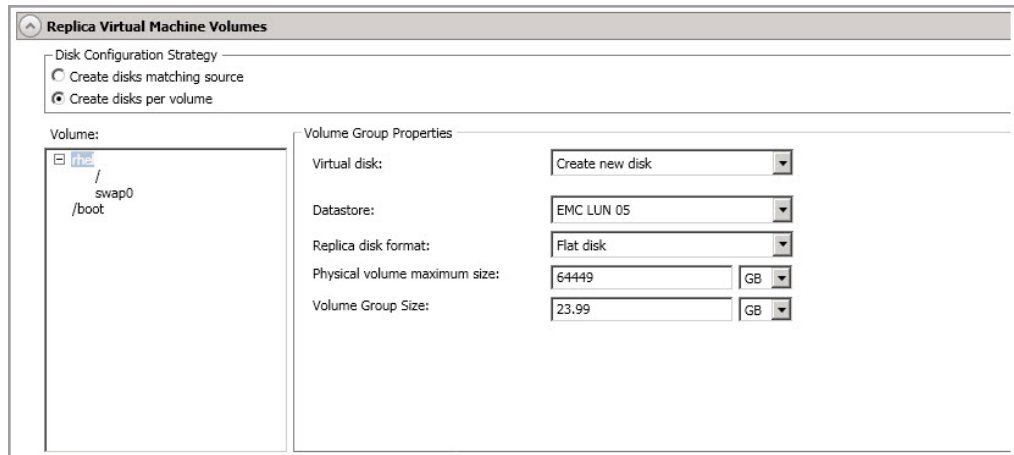 Replica Virtual Machine Volumes
Disk Configuration Strategy
Create disks matching source
Create disks per volume
Volume:
rhel
/
swap0
/boot
Volume Group Properties
Virtual disk: Create new disk
Datastore: EMC LUN 05
Replica disk format: Flat disk
Physical volume maximum size: 64449 GB
Volume Group Size: 23.99 GB